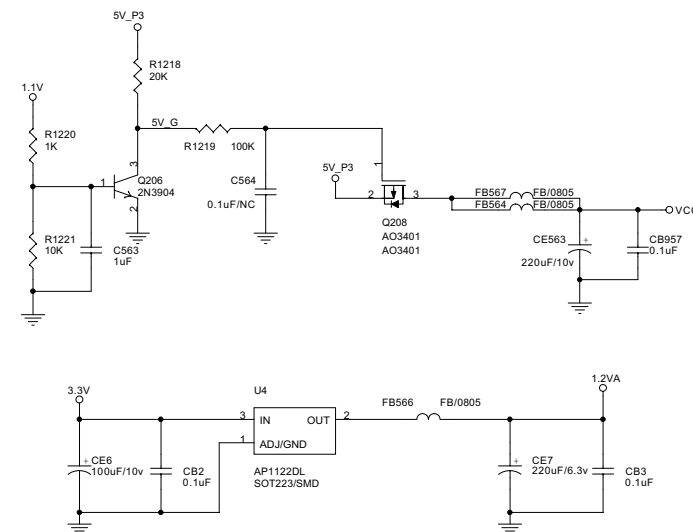 5V_P3
R1218
20K
1.1V
R1220
1K
5V_G
R1219 100K
3
1
2
Q206
2N3904
C564
0.1uF/NC
1
5V_P3
2 3
Q208
AO3401
AO3401
FB567 FB/0805
FB564 FB/0805
VCC
R1221
10K
C563
1uF
+
CE563
220uF/10v
CB957
0.1uF
3.3V
U4
3 IN OUT 2
1 ADJ/GND
AP1122DL
SOT223/SMD
FB566 FB/0805
1.2VA
+
CE6
100uF/10v
CB2
0.1uF
+
CE7
220uF/6.3v
CB3
0.1uF